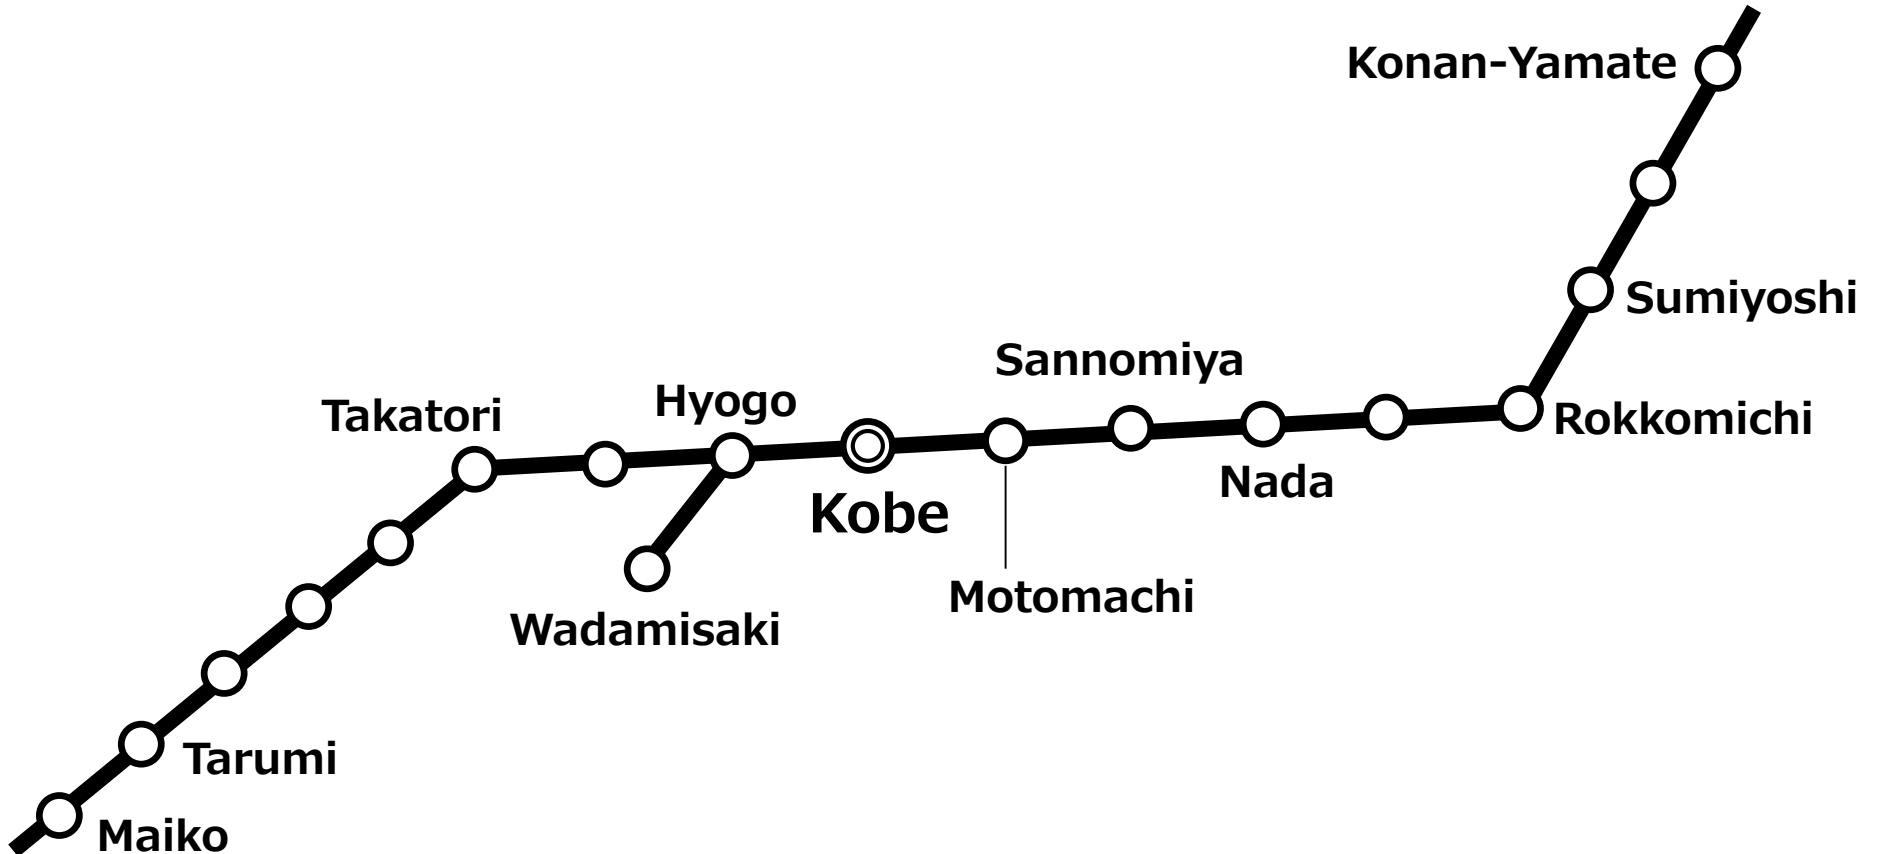 Konan-Yamate
Sumiyoshi
Sannomiya
Hyogo
Takatori
Rokkomichi
Nada
Kobe
Motomachi
Wadamisaki
Tarumi
Maiko